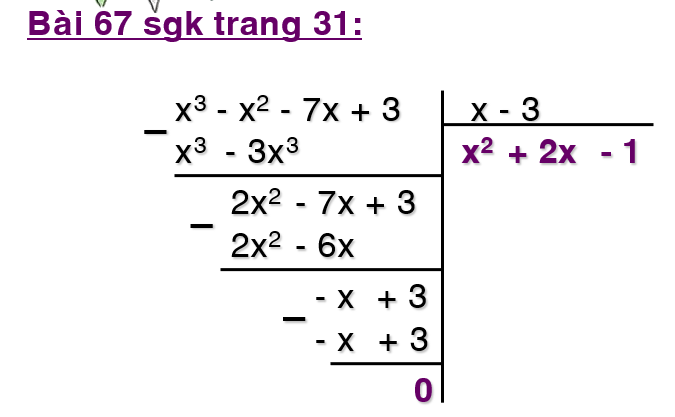 Bài 67 sgk trang 31:
x³ - x² - 7x + 3 x - 3
x³ - 3x³ x² + 2x - 1
2x² - 7x + 3
2x² - 6x
- x + 3
- x + 3
0